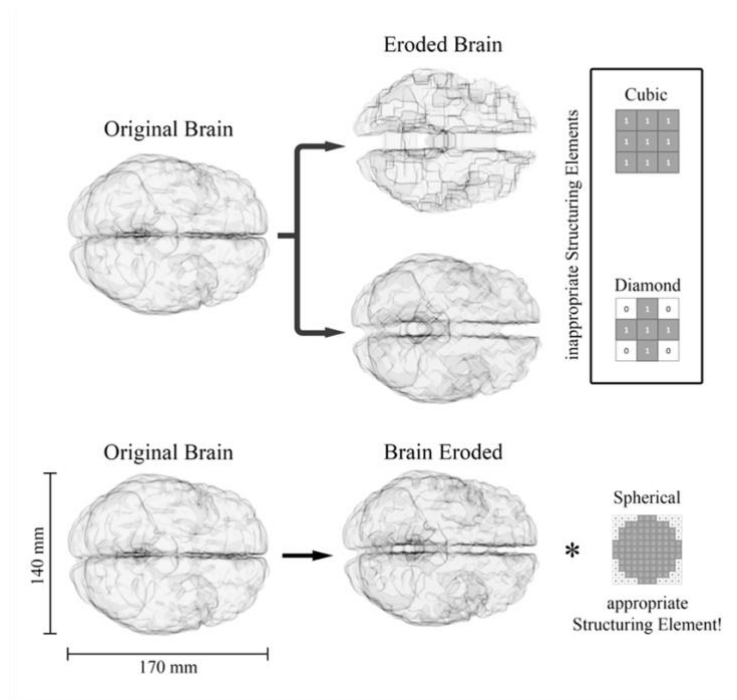 Eroded Brain
Original Brain
inappropriate Structuring Elements
Cubic
1 1 1
1 1 1
1 1 1
Diamond
0 1 0
1 1 1
0 1 0
Original Brain
Brain Eroded
140 mm
170 mm
*
Spherical
appropriate
Structuring Element!